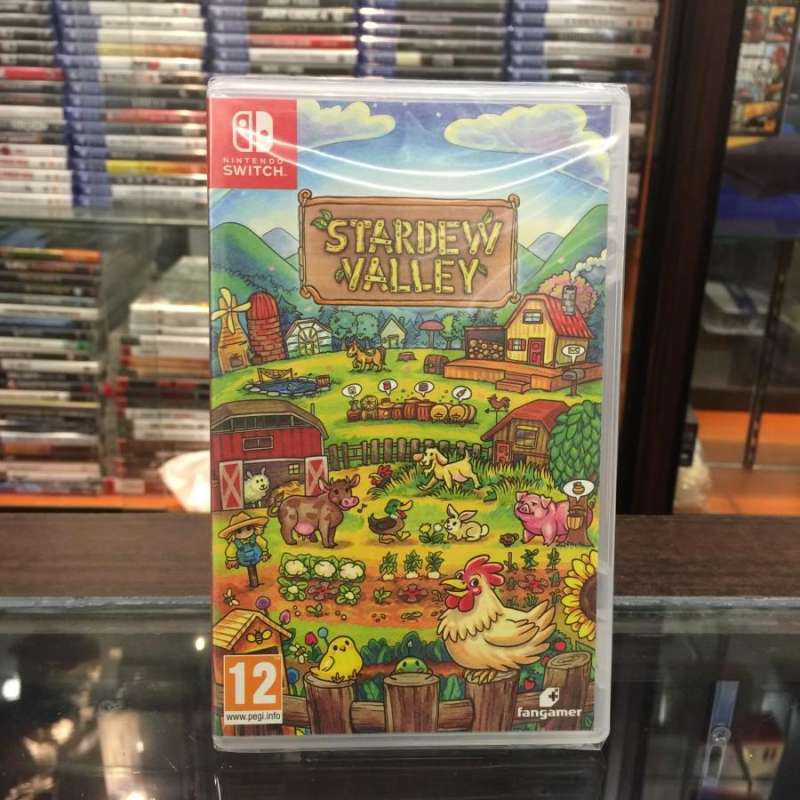 NINTENDO
SWITCH
STARDEW
VALLEY
12
www.pegi.info
fangamer